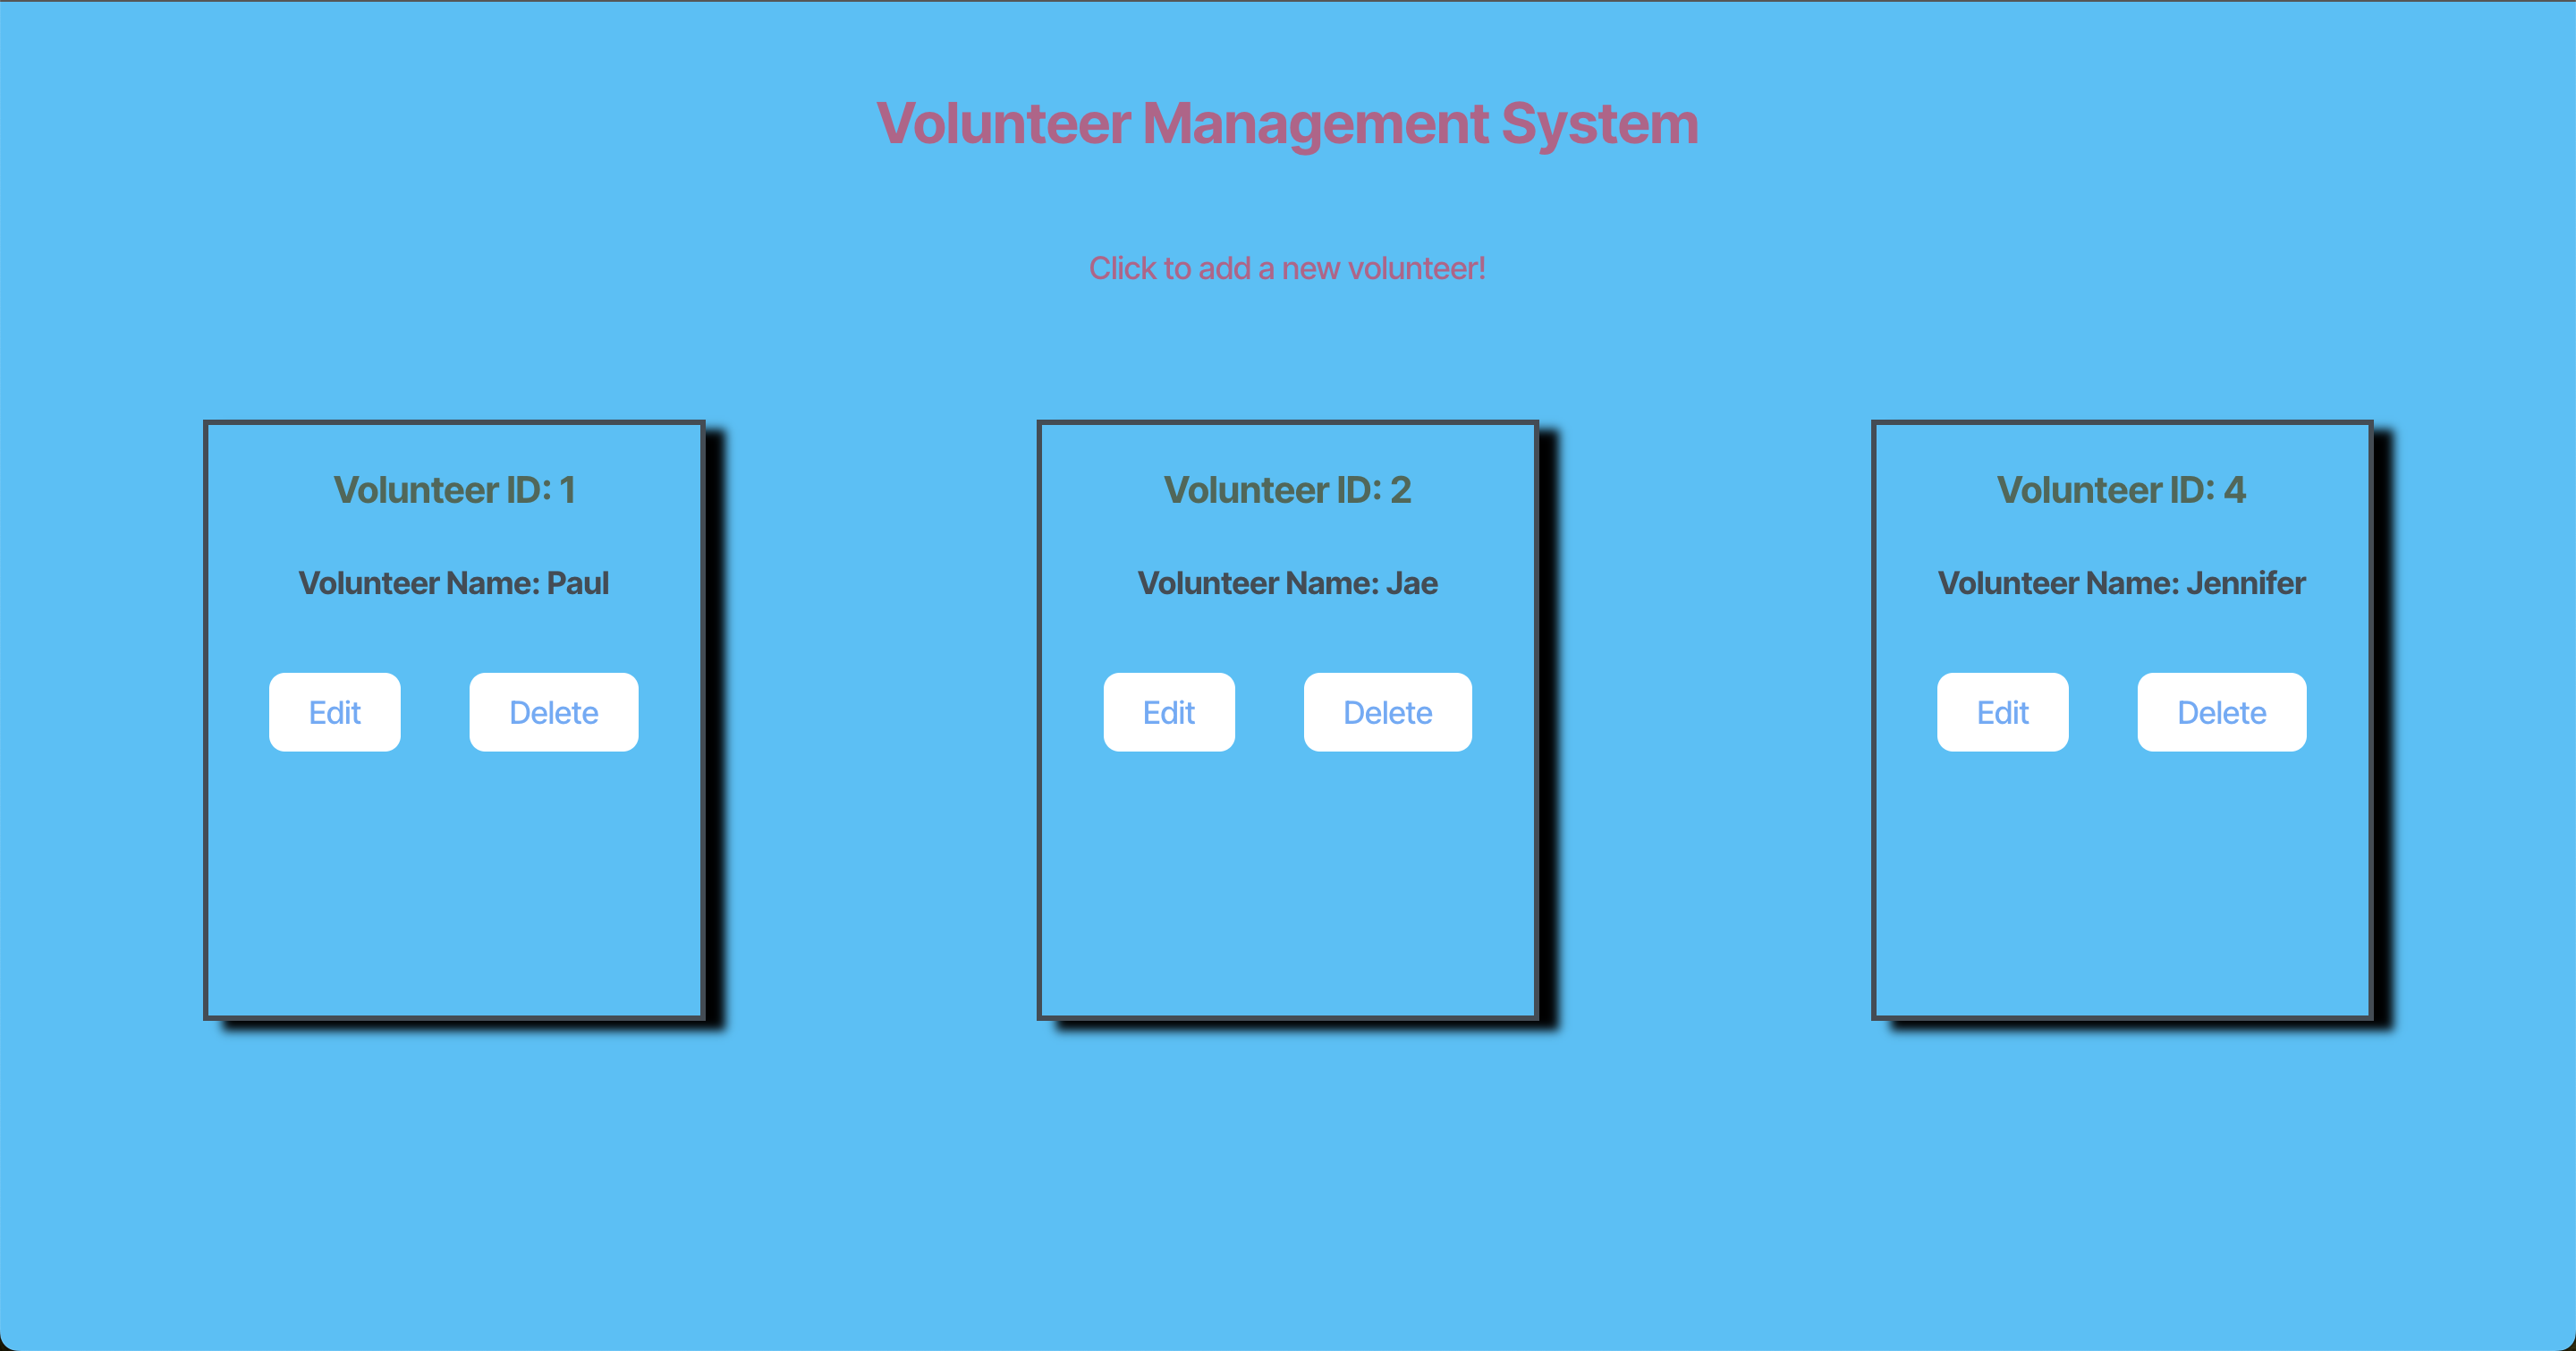 Volunteer Management System
Click to add a new volunteer!
Volunteer ID: 1
Volunteer Name: Paul
Edit
Delete
Volunteer ID: 2
Volunteer Name: Jae
Edit
Delete
Volunteer ID: 4
Volunteer Name: Jennifer
Edit
Delete